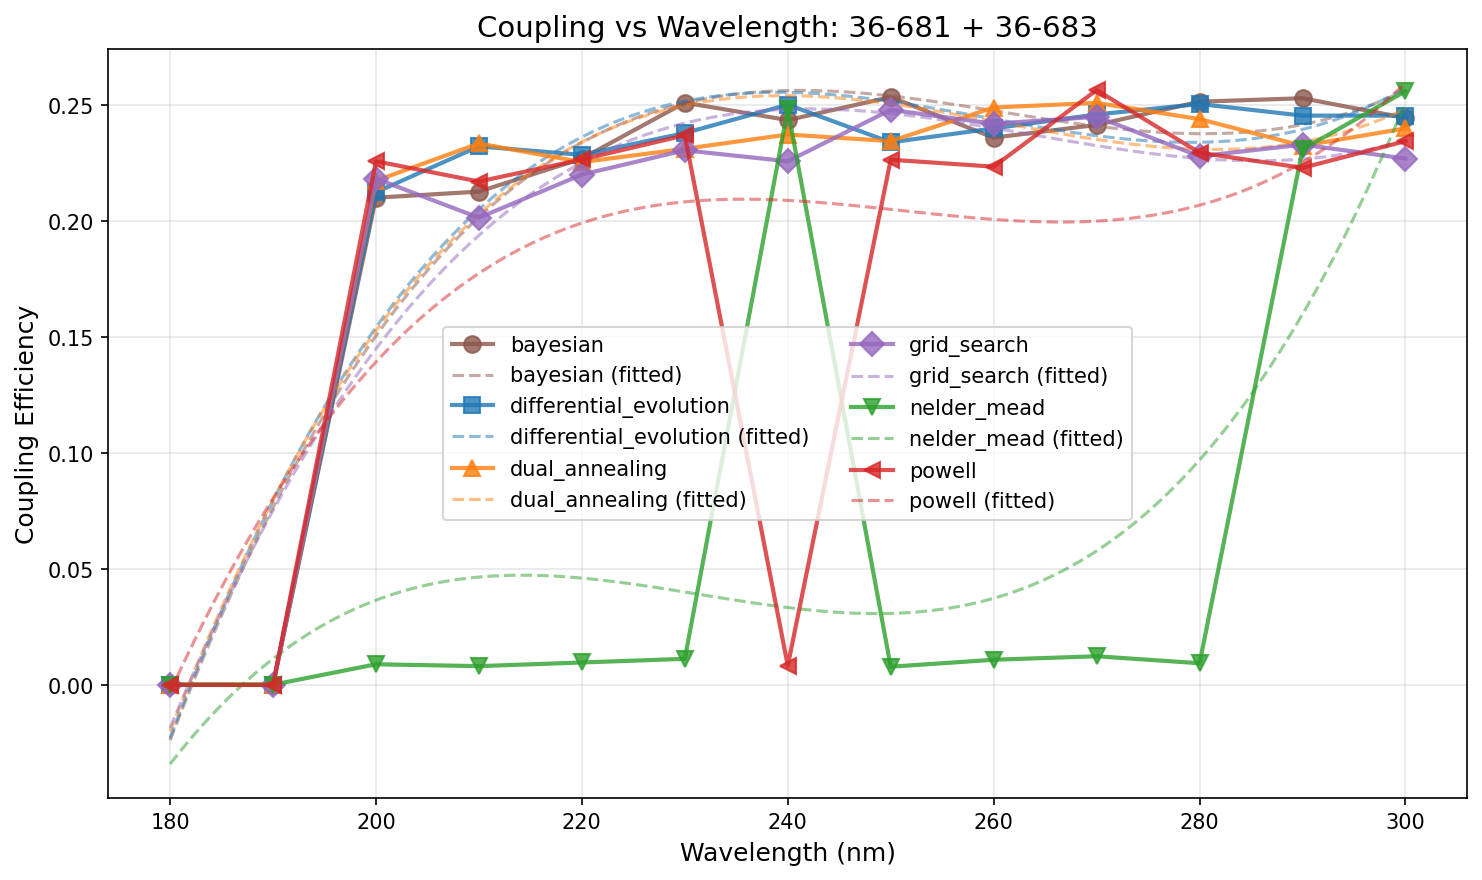 Coupling vs Wavelength: 36-681 + 36-683
Coupling Efficiency
0.25
0.20
0.15
0.10
0.05
0.00
bayesian
bayesian (fitted)
differential_evolution
differential_evolution (fitted)
dual_annealing
dual_annealing (fitted)
grid_search
grid_search (fitted)
nelder_mead
nelder_mead (fitted)
powell
powell (fitted)
180 200 220 240 260 280 300
Wavelength (nm)